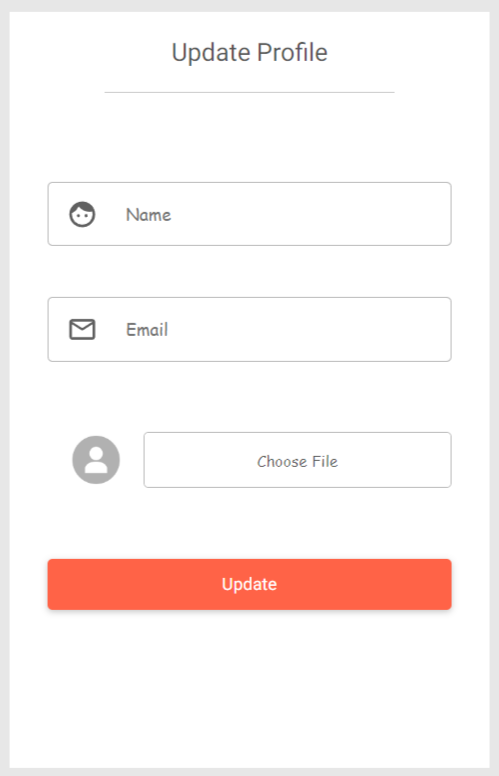 Update Profile
Name
Email
Choose File
Update